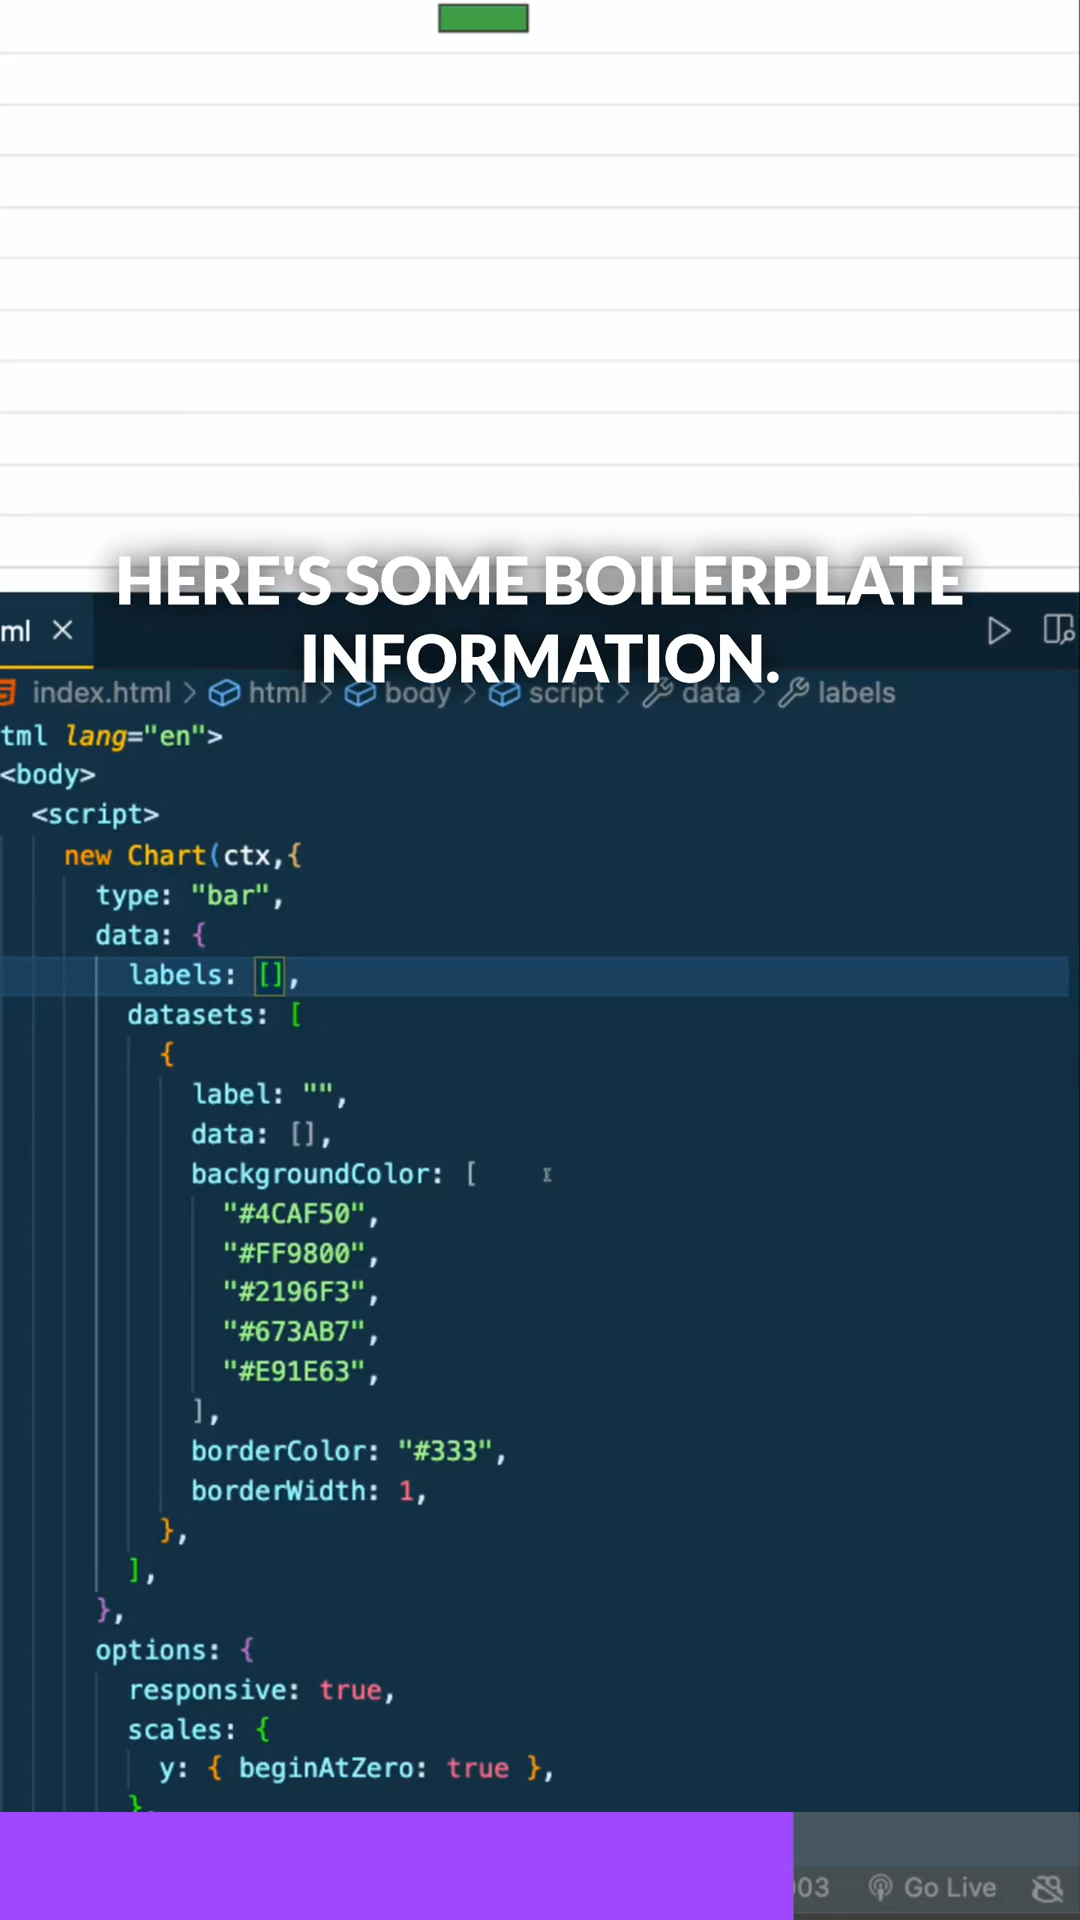 HERE'S SOME BOILERPLATE
INFORMATION.
ml
index.html > html > body > script > data > labels
tml lang="en">
<body>
<script>
new Chart(ctx,{
type: "bar",
data: {
labels: [],
datasets: [
{
label: "",
data: [],
backgroundColor: [
"#4CAF50",
"#FF9800",
"#2196F3",
"#673AB7",
"#E91E63",
],
borderColor: "#333",
borderWidth: 1,
},
],
},
options: {
responsive: true,
scales: {
y: { beginAtZero: true },
},
03 Go Live